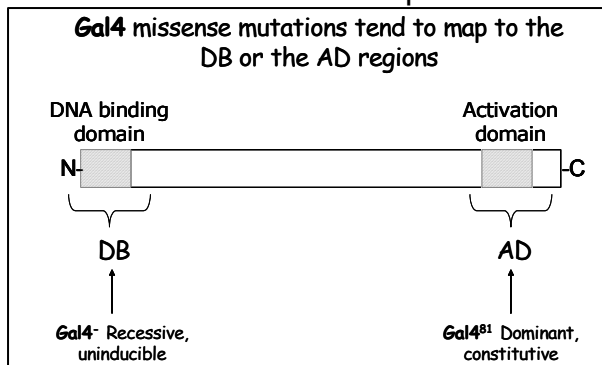 Gal4 missense mutations tend to map to the
DB or the AD regions
DNA binding
domain
Activation
domain
N-
-C
DB
AD
Gal4- Recessive,
uninducible
Gal4⁸¹ Dominant,
constitutive